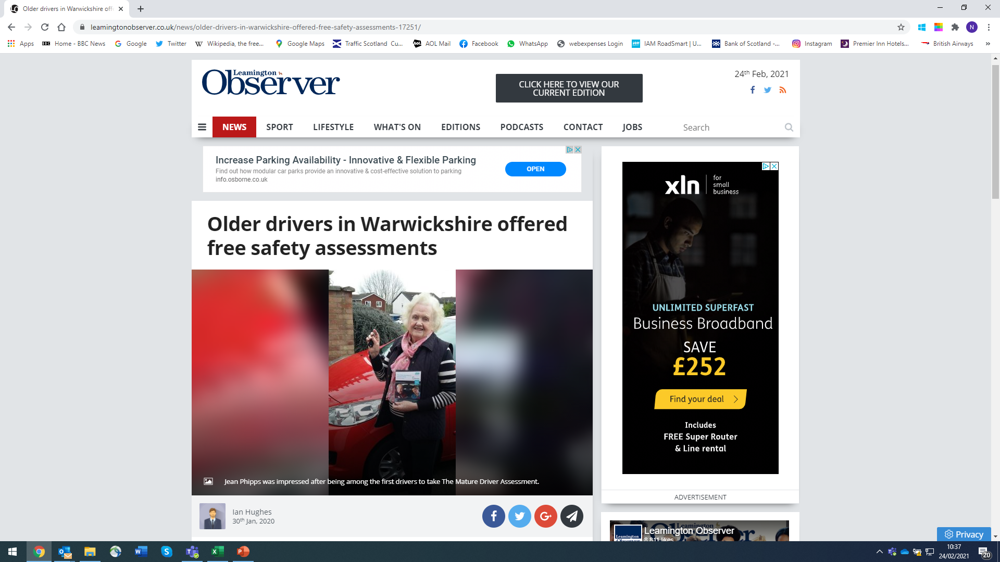 Older drivers in Warwickshire off
leamingtonobserver.co.uk/news/older-drivers-in-warwickshire-offered-free-safety-assessments-17251/
N
Apps
BBC Home - BBC News
Google
Twitter
W Wikipedia, the free...
Google Maps
Traffic Scotland Cu...
Aol. AOL Mail
Facebook
WhatsApp
webexpenses Login
IAM RoadSmart | U...
Bank of Scotland -...
Instagram
Premier Inn Hotels...
British Airways
»
Leamington
Observer
CLICK HERE TO VIEW OUR
CURRENT EDITION
24th Feb, 2021
NEWS SPORT LIFESTYLE WHAT'S ON EDITIONS PODCASTS CONTACT JOBS Search
Increase Parking Availability - Innovative & Flexible Parking
Find out how modular car parks provide an innovative & cost-effective solution to parking
info.osborne.co.uk
OPEN
Older drivers in Warwickshire offered
free safety assessments
Jean Phipps was impressed after being among the first drivers to take The Mature Driver Assessment.
Ian Hughes
30th Jan, 2020
xln
for
small
business
UNLIMITED SUPERFAST
Business Broadband
SAVE
£252
Find your deal
Includes
FREE Super Router
& Line rental
ADVERTISEMENT
Leamington Observer
8,811 likes
Leamington
Privacy
10:37
24/02/2021
20